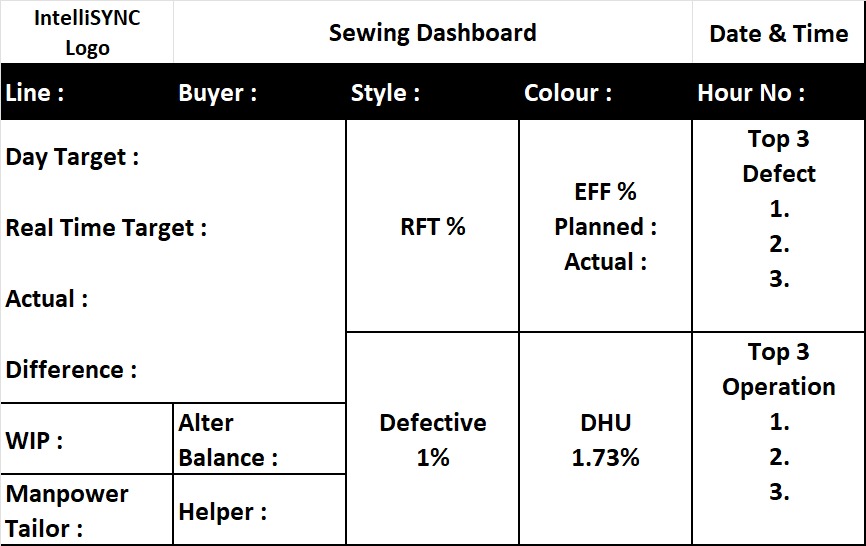 IntelliSYNC
Logo
Sewing Dashboard
Date & Time
Line :
Buyer :
Style :
Colour :
Hour No :
Day Target :
Real Time Target :
Actual :
Difference :
RFT %
EFF %
Planned :
Actual :
Top 3
Defect
1.
2.
3.
WIP :
Alter
Balance :
Manpower
Tailor :
Helper :
Defective
1%
DHU
1.73%
Top 3
Operation
1.
2.
3.